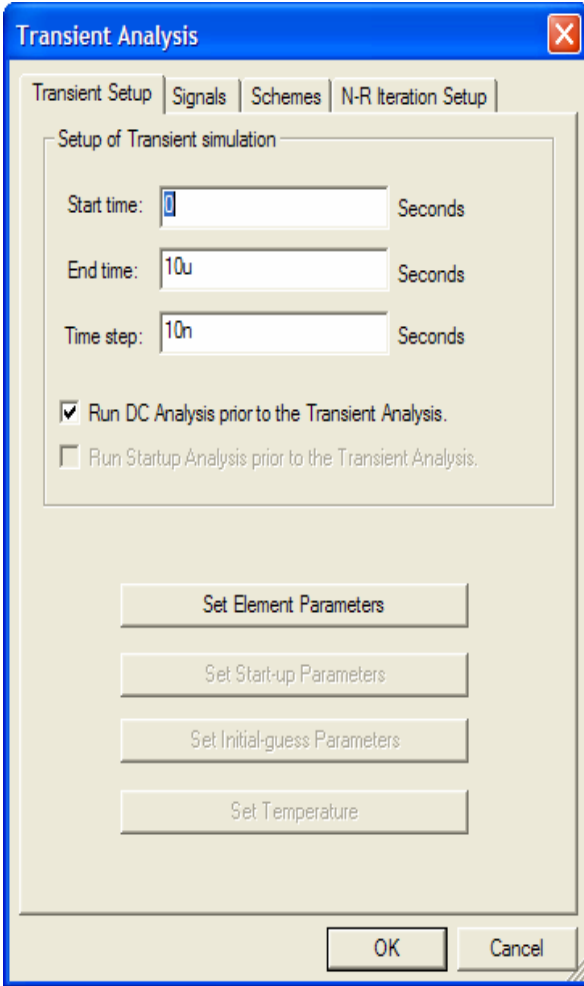 Transient Analysis
Transient Setup Signals Schemes N-R Iteration Setup
Setup of Transient simulation
Start time: 0 Seconds
End time: 10u Seconds
Time step: 10n Seconds
Run DC Analysis prior to the Transient Analysis.
Run Startup Analysis prior to the Transient Analysis.
Set Element Parameters
Set Start-up Parameters
Set Initial-guess Parameters
Set Temperature
OK Cancel